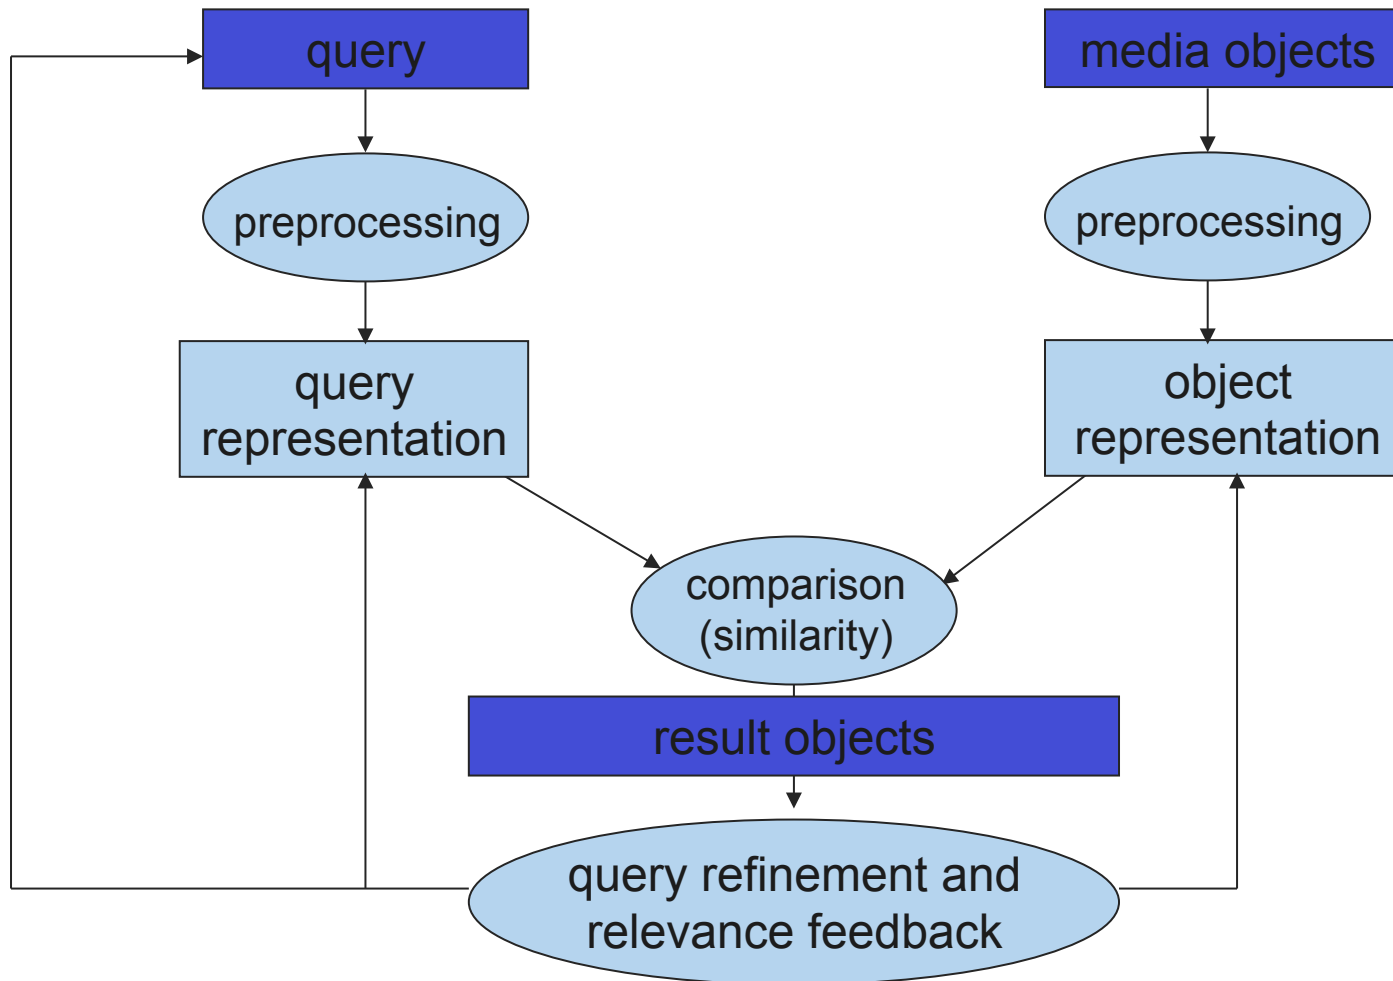 query
media objects
preprocessing
preprocessing
query
representation
object
representation
comparison
(similarity)
result objects
query refinement and
relevance feedback